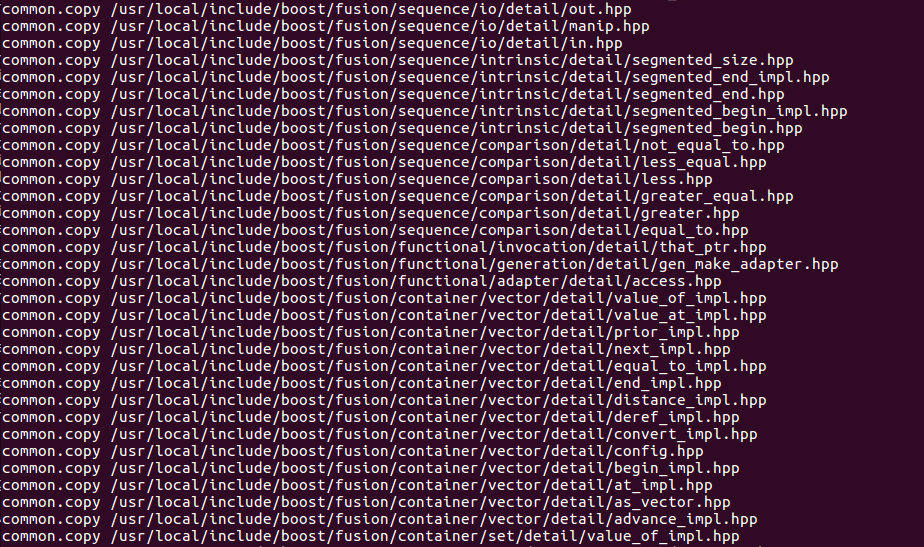 common.copy /usr/local/include/boost/fusion/sequence/io/detail/out.hpp
common.copy /usr/local/include/boost/fusion/sequence/io/detail/manip.hpp
common.copy /usr/local/include/boost/fusion/sequence/io/detail/in.hpp
common.copy /usr/local/include/boost/fusion/sequence/intrinsic/detail/segmented_size.hpp
common.copy /usr/local/include/boost/fusion/sequence/intrinsic/detail/segmented_end_impl.hpp
common.copy /usr/local/include/boost/fusion/sequence/intrinsic/detail/segmented_end.hpp
common.copy /usr/local/include/boost/fusion/sequence/intrinsic/detail/segmented_begin_impl.hpp
common.copy /usr/local/include/boost/fusion/sequence/intrinsic/detail/segmented_begin.hpp
common.copy /usr/local/include/boost/fusion/sequence/comparison/detail/not_equal_to.hpp
common.copy /usr/local/include/boost/fusion/sequence/comparison/detail/less_equal.hpp
common.copy /usr/local/include/boost/fusion/sequence/comparison/detail/less.hpp
common.copy /usr/local/include/boost/fusion/sequence/comparison/detail/greater_equal.hpp
common.copy /usr/local/include/boost/fusion/sequence/comparison/detail/greater.hpp
common.copy /usr/local/include/boost/fusion/sequence/comparison/detail/equal_to.hpp
common.copy /usr/local/include/boost/fusion/functional/invocation/detail/that_ptr.hpp
common.copy /usr/local/include/boost/fusion/functional/generation/detail/gen_make_adapter.hpp
common.copy /usr/local/include/boost/fusion/functional/adapter/detail/access.hpp
common.copy /usr/local/include/boost/fusion/container/vector/detail/value_of_impl.hpp
common.copy /usr/local/include/boost/fusion/container/vector/detail/value_at_impl.hpp
common.copy /usr/local/include/boost/fusion/container/vector/detail/prior_impl.hpp
common.copy /usr/local/include/boost/fusion/container/vector/detail/next_impl.hpp
common.copy /usr/local/include/boost/fusion/container/vector/detail/equal_to_impl.hpp
common.copy /usr/local/include/boost/fusion/container/vector/detail/end_impl.hpp
common.copy /usr/local/include/boost/fusion/container/vector/detail/distance_impl.hpp
common.copy /usr/local/include/boost/fusion/container/vector/detail/deref_impl.hpp
common.copy /usr/local/include/boost/fusion/container/vector/detail/convert_impl.hpp
common.copy /usr/local/include/boost/fusion/container/vector/detail/config.hpp
common.copy /usr/local/include/boost/fusion/container/vector/detail/begin_impl.hpp
common.copy /usr/local/include/boost/fusion/container/vector/detail/at_impl.hpp
common.copy /usr/local/include/boost/fusion/container/vector/detail/as_vector.hpp
common.copy /usr/local/include/boost/fusion/container/vector/detail/advance_impl.hpp
common.copy /usr/local/include/boost/fusion/container/set/detail/value_of_impl.hpp